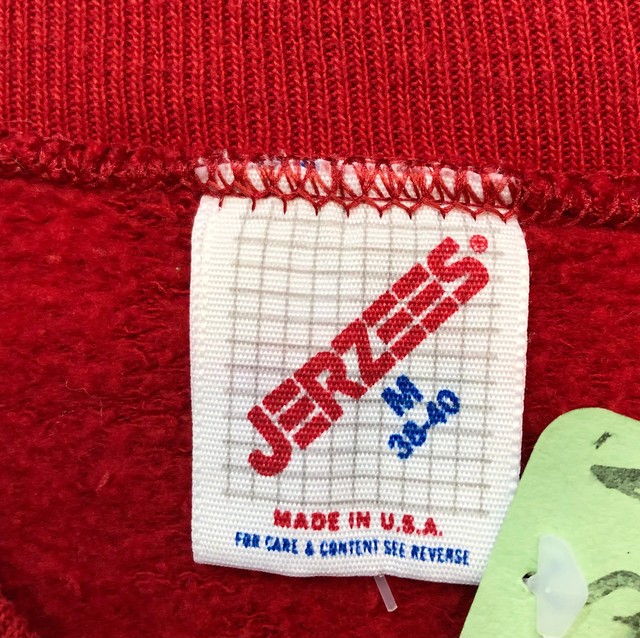 JERZEES®
M
38-40
MADE IN U.S.A.
FOR CARE & CONTENT SEE REVERSE